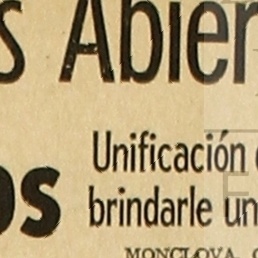 s Abier
Unificación
os
brindarle un
MONCLOVA, C